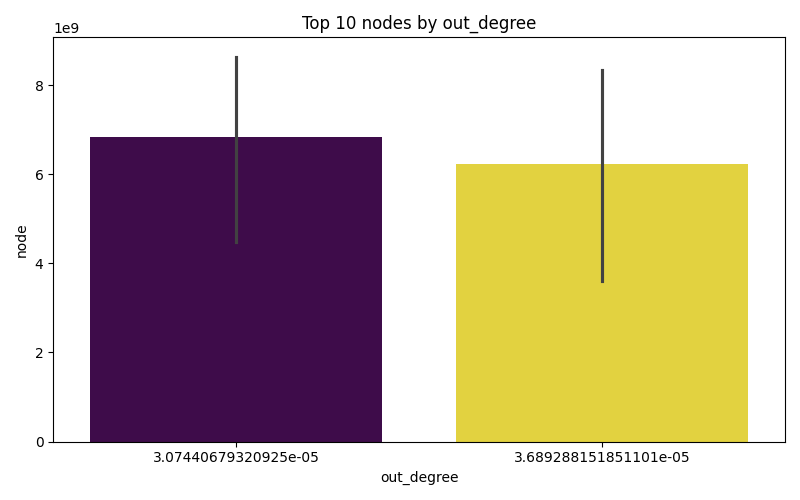 Top 10 nodes by out_degree
1e9
8
6
4
2
0
node
3.07440679320925e-05
3.689288151851101e-05
out_degree